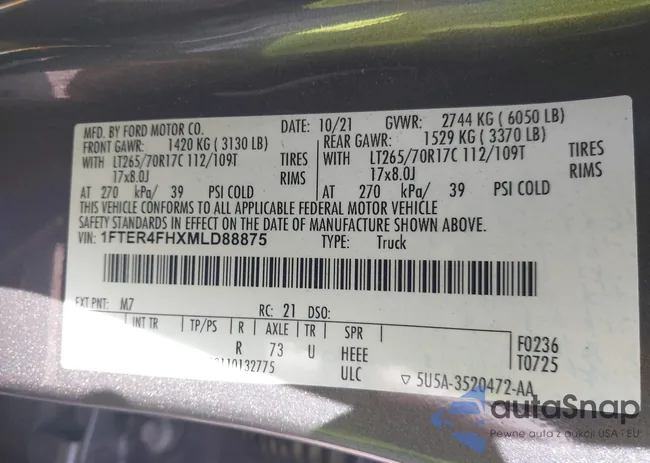 MFD. BY FORD MOTOR CO.
DATE: 10/21 GVWR: 2744 KG ( 6050 LB)
FRONT GAWR: 1420 KG ( 3130 LB) REAR GAWR: 1529 KG ( 3370 LB)
WITH LT265/70R17C 112/109T TIRES WITH LT265/70R17C 112/109T TIRES
17x8.0J RIMS 17x8.0J RIMS
AT 270 kPa/ 39 PSI COLD AT 270 kPa/ 39 PSI COLD
THIS VEHICLE CONFORMS TO ALL APPLICABLE FEDERAL MOTOR VEHICLE
SAFETY STANDARDS IN EFFECT ON THE DATE OF MANUFACTURE SHOWN ABOVE.
VIN: 1FTER4FHXMLD88875 TYPE: Truck
EXT PNT: M7 RC: 21 DSO:
INT TR TP/PS R AXLE TR SPR
R 73 U HEEE
ULC
F0236
T0725
5U5A-3520472-AA
autaSnap
Pewne auta z aukcji USA i EU